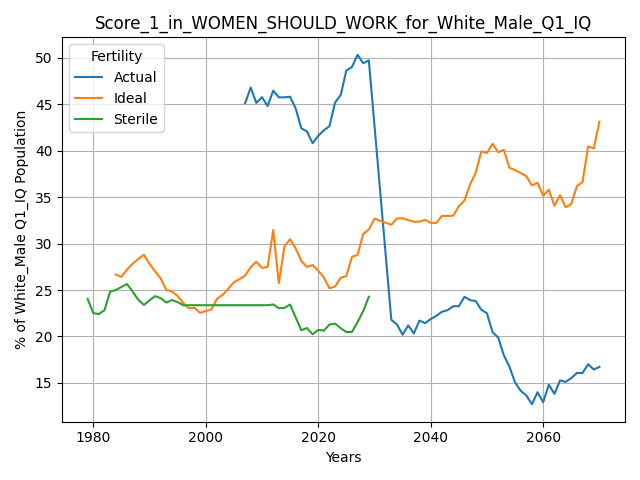 Score_1_in_WOMEN_SHOULD_WORK_for_White_Male_Q1_IQ
Fertility
Actual
Ideal
Sterile
% of White_Male Q1_IQ Population
50
45
40
35
30
25
20
15
1980
2000
2020
2040
2060
Years